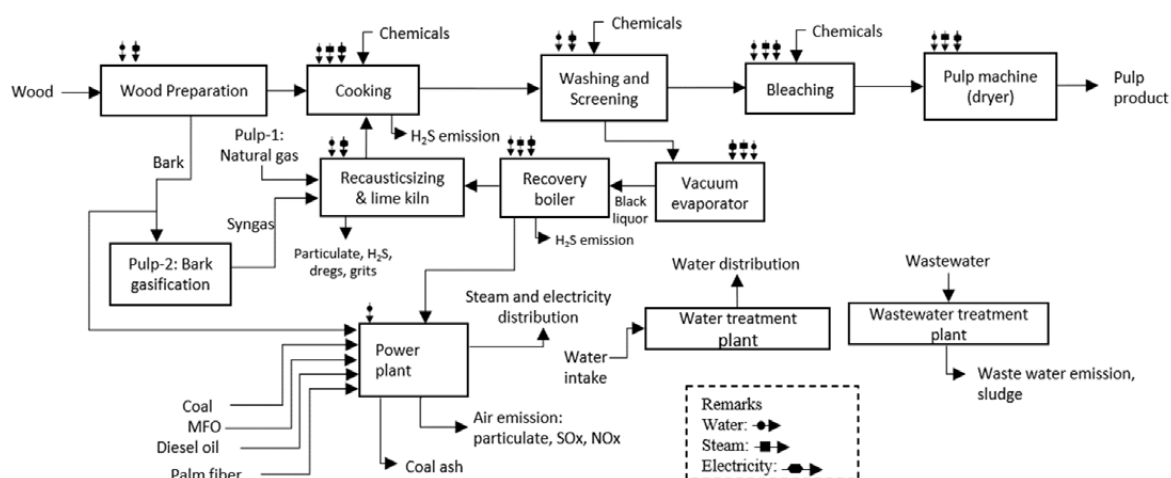 Chemicals
Chemicals
Chemicals
Wood
Wood Preparation
Cooking
Washing and
Screening
Bleaching
Pulp machine
(dryer)
Pulp
product
Bark
Pulp-1:
Natural gas
H2S emission
Recausticsizing
& lime kiln
Recovery
boiler
Black
liquor
Vacuum
evaporator
Syngas
Pulp-2: Bark
gasification
Particulate, H2S,
dregs, grits
H2S emission
Steam and electricity
distribution
Water distribution
Wastewater
Power
plant
Water
intake
Water treatment
plant
Wastewater treatment
plant
Waste water emission,
sludge
Coal
MFO
Diesel oil
Palm fiber
Air emission:
particulate, SOx, NOx
Coal ash
Remarks
Water:
Steam:
Electricity: